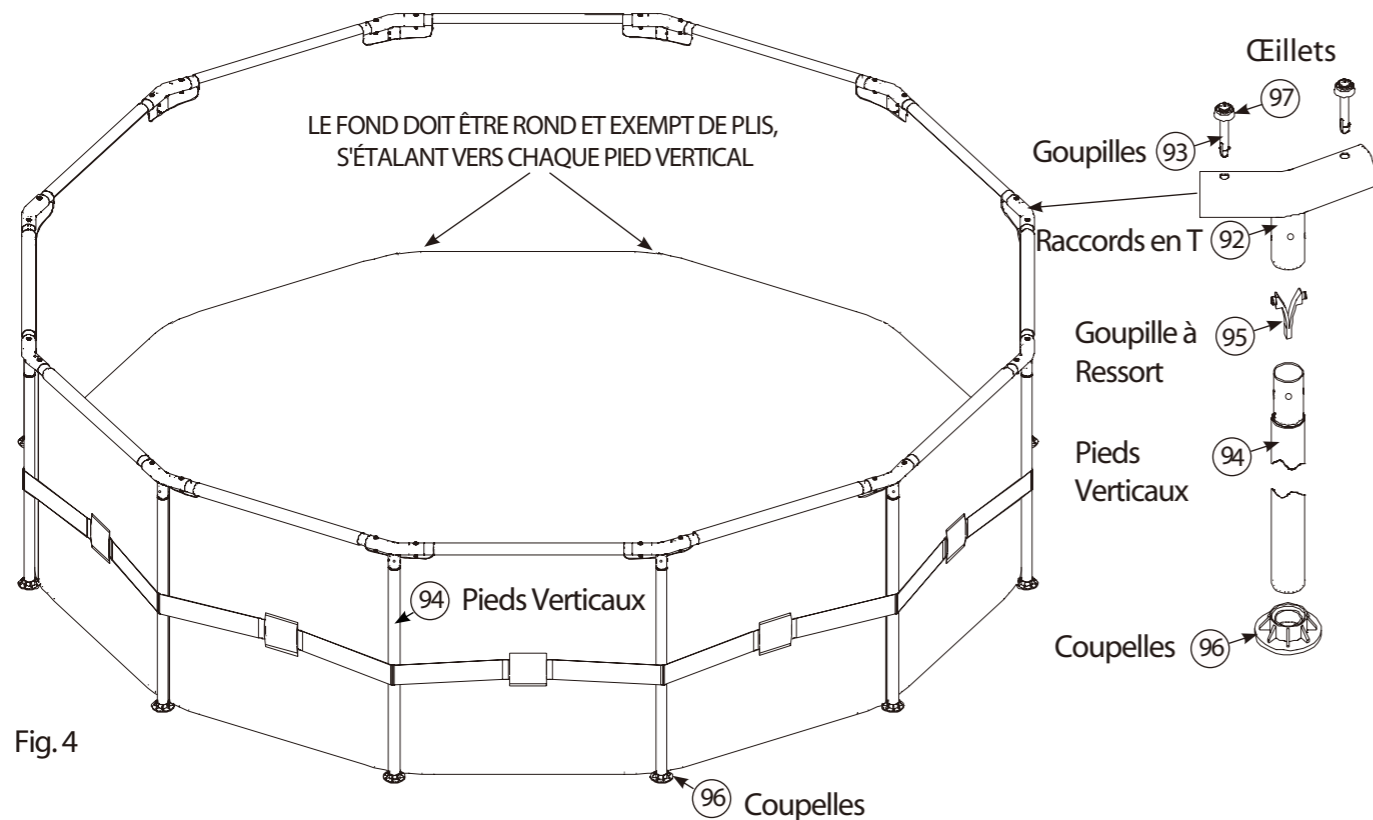 Œillets
97
Goupilles 93
LE FOND DOIT ÊTRE ROND ET EXEMPT DE PLIS,
S'ÉTALANT VERS CHAQUE PIED VERTICAL
Raccords en T 92
Goupille à 95
Ressort
Pieds 94
Verticaux
94 Pieds Verticaux
Coupelles 96
Fig. 4
96 Coupelles